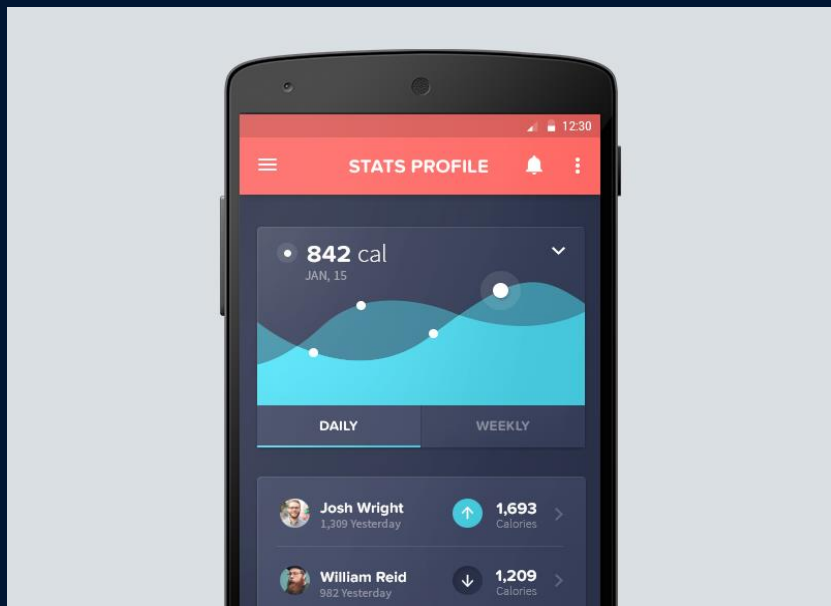 12:30
STATS PROFILE
842 cal
JAN, 15
DAILY WEEKLY
Josh Wright 1,693
1,309 Yesterday Calories
William Reid 1,209
982 Yesterday Calories